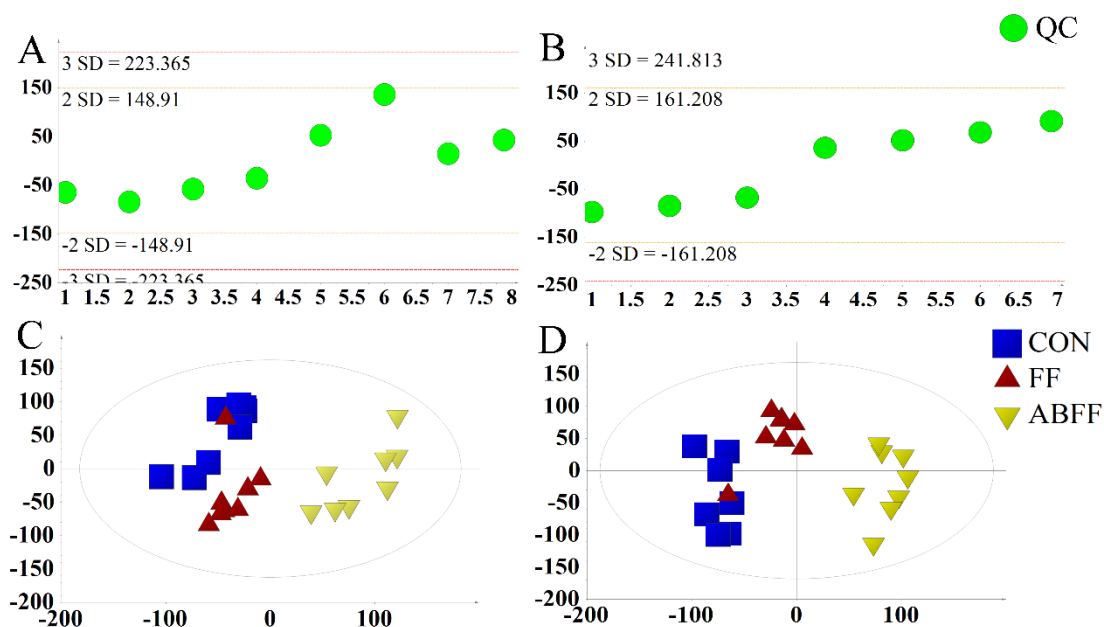 A
3 SD = 223.365
150
2 SD = 148.91
50
-50
-150
-2 SD = -148.91
-250
-3 SD = -223.365
1 1.5 2 2.5 3 3.5 4 4.5 5 5.5 6 6.5 7 7.5 8
B
QC
3 SD = 241.813
150
2 SD = 161.208
50
-50
-150
-2 SD = -161.208
-250
1 1.5 2 2.5 3 3.5 4 4.5 5 5.5 6 6.5 7
C
150
100
50
0
-50
-100
-150
-200
-200 -100 0 100
D
150
100
50
0
-50
-100
-150
-200
-200 -100 0 100
CON
FF
ABFF